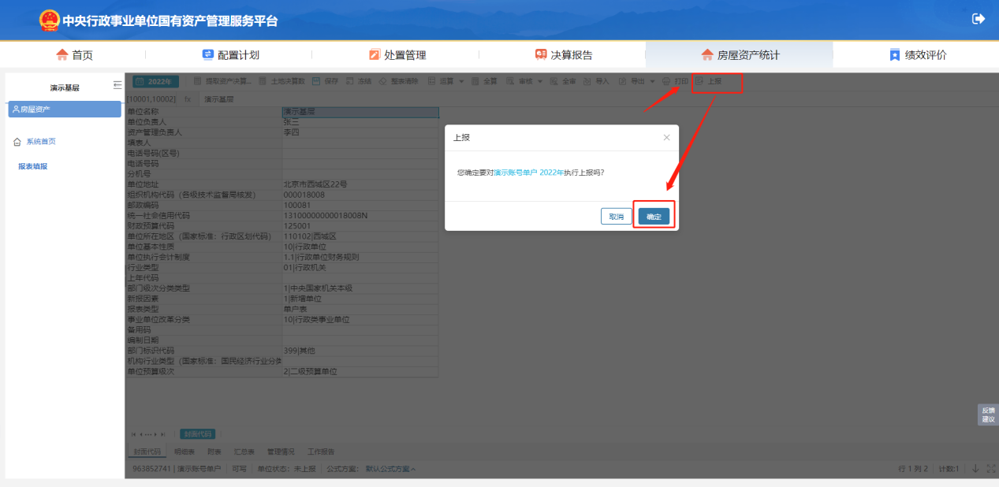 中央行政事业单位国有资产管理服务平台
首页 配置计划 处置管理 决算报告 房屋资产统计 绩效评价
演示基层
房屋资产
系统首页
报表填报
2022年 提取资产决算... 土地决算数 保存 冻结 整表清除 运算 全算 审核 全审 导入 导出 打印 上报
[10001,10002] fx 演示基层
单位名称 演示基层
单位负责人 张三
资产管理负责人 李四
填表人
电话号码(区号)
电话号码
分机号
单位地址 北京市西城区22号
组织机构代码（各级技术监督局核发） 000018008
邮政编码 100081
统一社会信用代码 13100000000018008N
财政预算代码 125001
单位所在地区（国家标准：行政区划代码） 110102|西城区
单位基本性质 10|行政单位
单位执行会计制度 1.1|行政单位财务规则
行业类型 01|行政机关
上年代码
部门级次分类类型 1|中央国家机关本级
新报因素 1|新增单位
报表类型 单户表
事业单位改革分类 10|行政类事业单位
备用码
编制日期
部门标识代码 399|其他
机构行业类型（国家标准：国民经济行业分类
单位预算级次 2|二级预算单位
上报
您确定要对演示账号单户 2022年执行上报吗?
取消 确定
反馈
建议
封面代码
封面代码 明细表 附表 汇总表 管理情况 工作报告
963852741 | 演示账号单户 可写 单位状态：未上报 公式方案： 默认公式方案
行 1 列 2 计数:1